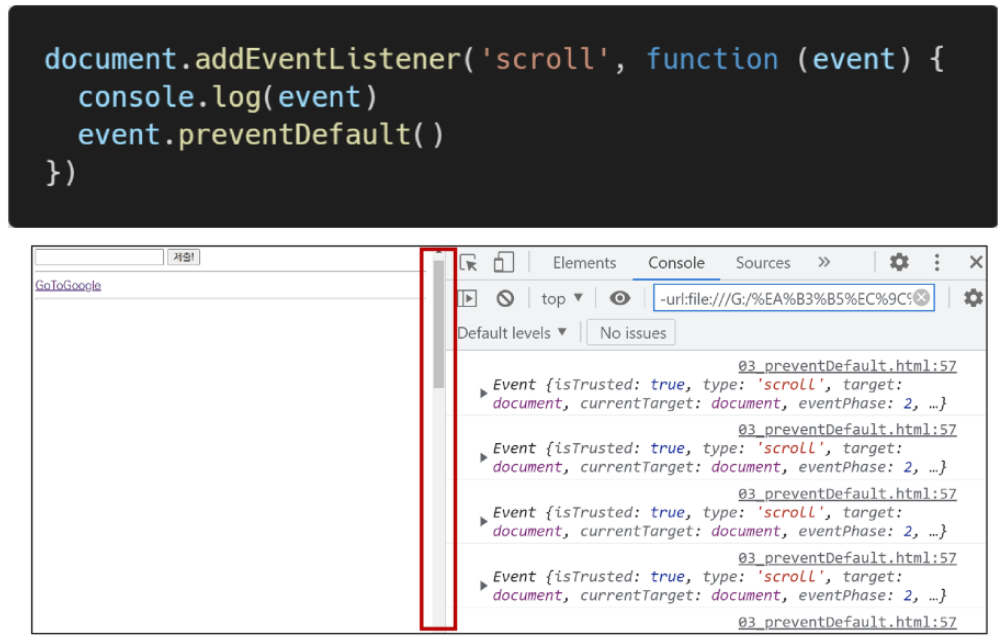 document.addEventListener('scroll', function (event) {
  console.log(event)
  event.preventDefault()
})
제출!
GoToGoogle
Elements Console Sources »
top ▼ -url:file:///G:/%EA%B3%B5%EC%9C%
Default levels ▼ No issues
03_preventDefault.html:57
▶ Event {isTrusted: true, type: 'scroll', target:
document, currentTarget: document, eventPhase: 2, …}
03_preventDefault.html:57
▶ Event {isTrusted: true, type: 'scroll', target:
document, currentTarget: document, eventPhase: 2, …}
03_preventDefault.html:57
▶ Event {isTrusted: true, type: 'scroll', target:
document, currentTarget: document, eventPhase: 2, …}
03_preventDefault.html:57
▶ Event {isTrusted: true, type: 'scroll', target:
document, currentTarget: document, eventPhase: 2, …}
03_preventDefault.html:57